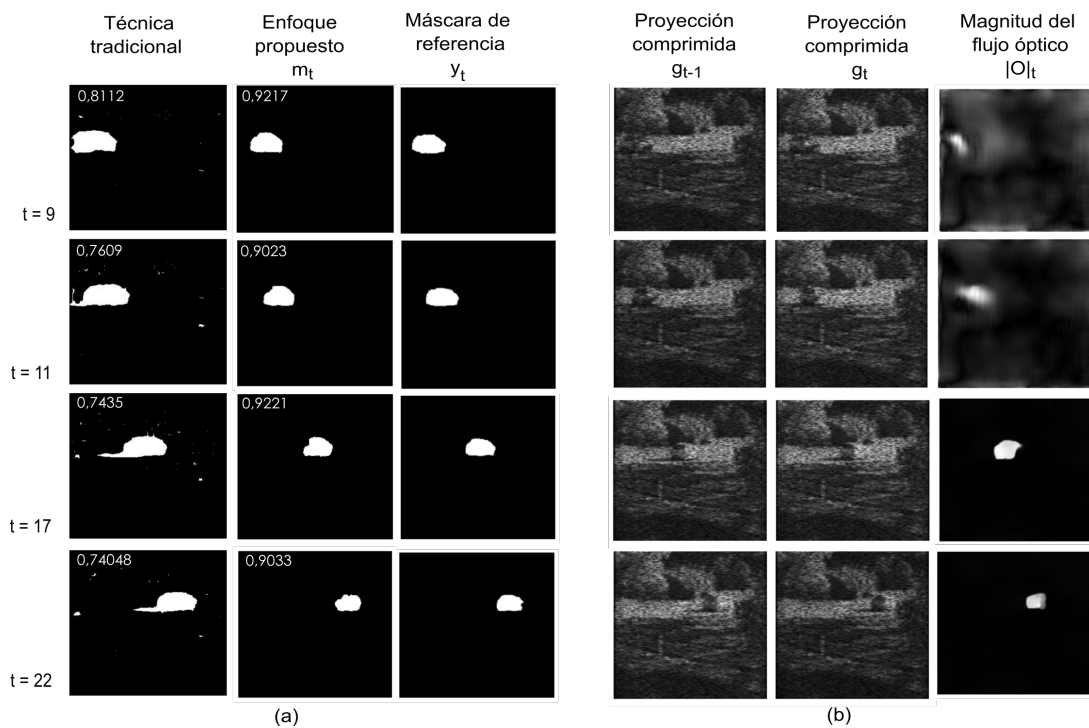 Técnica
tradicional
Enfoque
propuesto
mt
Máscara de
referencia
yt
Proyección
comprimida
gt-1
Proyección
comprimida
gt
Magnitud del
flujo óptico
|O|t
t = 9
0,8112
0,9217
t = 11
0,7609
0,9023
t = 17
0,7435
0,9221
t = 22
0,74048
0,9033
(a)
(b)